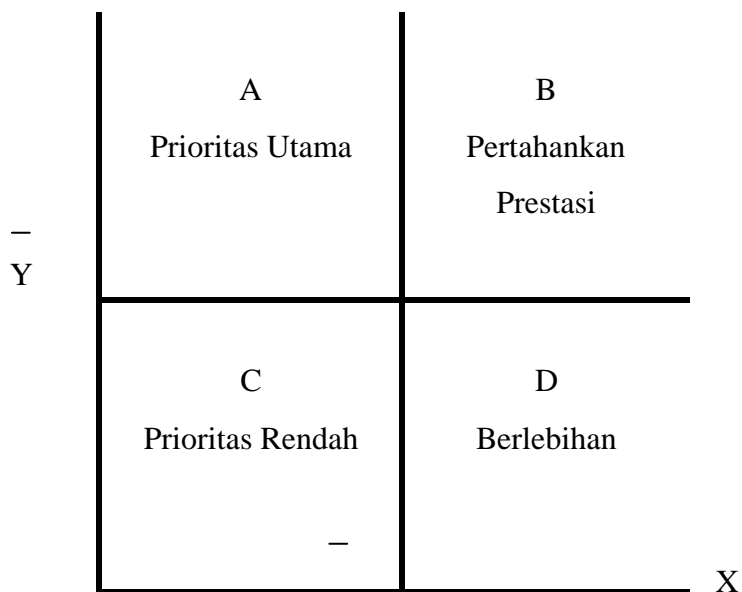 A
Prioritas Utama
B
Pertahankan
Prestasi
_
Y
C
Prioritas Rendah
D
Berlebihan
_
X